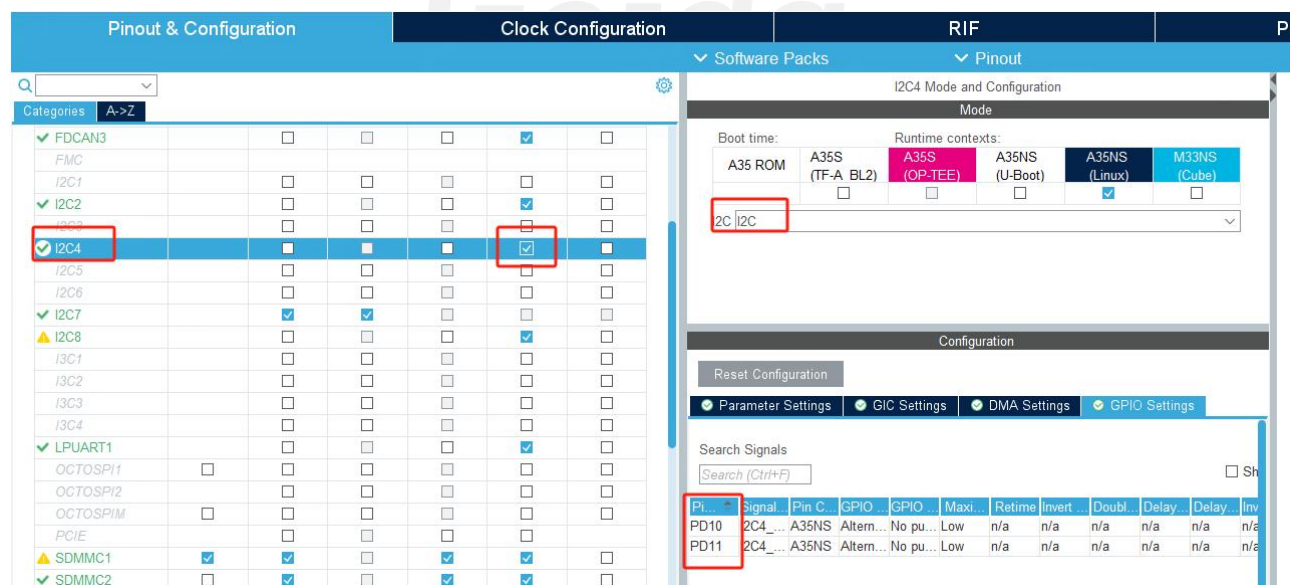 Pinout & Configuration
Clock Configuration
RIF
P
Software Packs
Pinout
Categories
A->Z
FDCAN3
FMC
I2C1
I2C2
I2C3
I2C4
I2C5
I2C6
I2C7
I2C8
I3C1
I3C2
I3C3
I3C4
LPUART1
OCTOSPI1
OCTOSPI2
OCTOSPIM
PCIE
SDMMC1
SDMMC2
I2C4 Mode and Configuration
Mode
Boot time: Runtime contexts:
A35 ROM A35S A35S A35NS A35NS M33NS
(TF-A BL2) (OP-TEE) (U-Boot) (Linux) (Cube)
I2C I2C
Configuration
Reset Configuration
Parameter Settings GIC Settings DMA Settings GPIO Settings
Search Signals
Search (Ctrl+F) Sh
Pi... Signal... Pin C... GPIO ... GPIO ... Maxi... Retime Invert ... Doubl... Delay... Delay... Inv
PD10 2C4_... A35NS Altern... No pu... Low n/a n/a n/a n/a n/a n/a
PD11 2C4_... A35NS Altern... No pu... Low n/a n/a n/a n/a n/a n/a